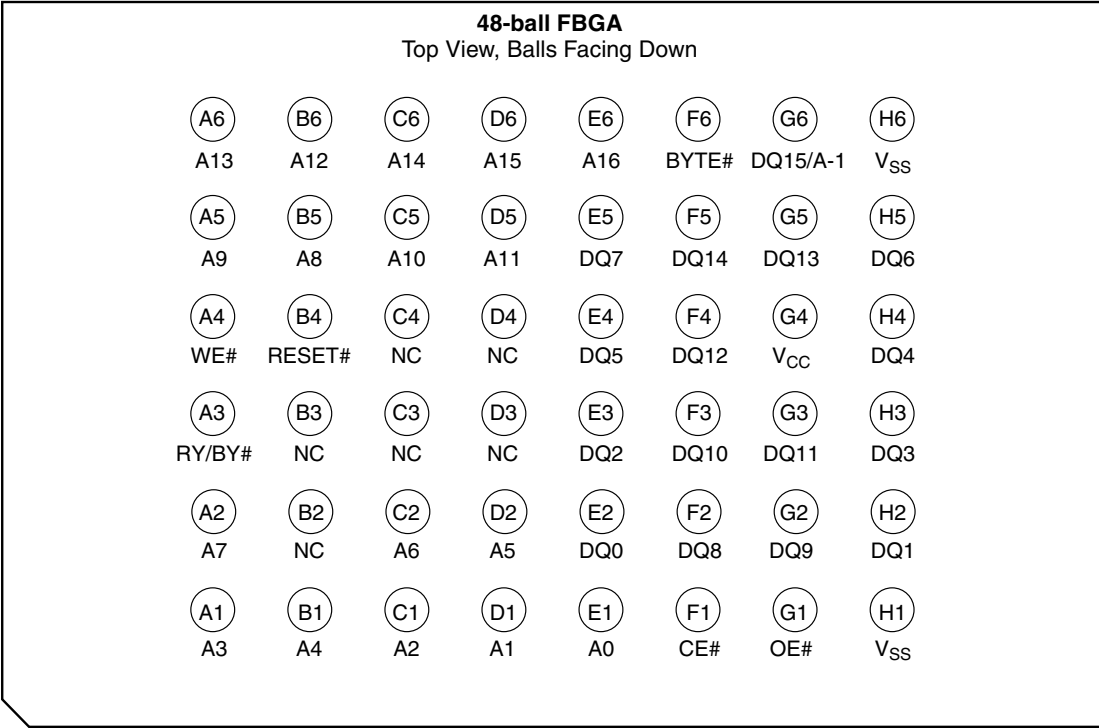 48-ball FBGA
Top View, Balls Facing Down
A6 B6 C6 D6 E6 F6 G6 H6
A13 A12 A14 A15 A16 BYTE# DQ15/A-1 VSS
A5 B5 C5 D5 E5 F5 G5 H5
A9 A8 A10 A11 DQ7 DQ14 DQ13 DQ6
A4 B4 C4 D4 E4 F4 G4 H4
WE# RESET# NC NC DQ5 DQ12 VCC DQ4
A3 B3 C3 D3 E3 F3 G3 H3
RY/BY# NC NC NC DQ2 DQ10 DQ11 DQ3
A2 B2 C2 D2 E2 F2 G2 H2
A7 NC A6 A5 DQ0 DQ8 DQ9 DQ1
A1 B1 C1 D1 E1 F1 G1 H1
A3 A4 A2 A1 A0 CE# OE# VSS